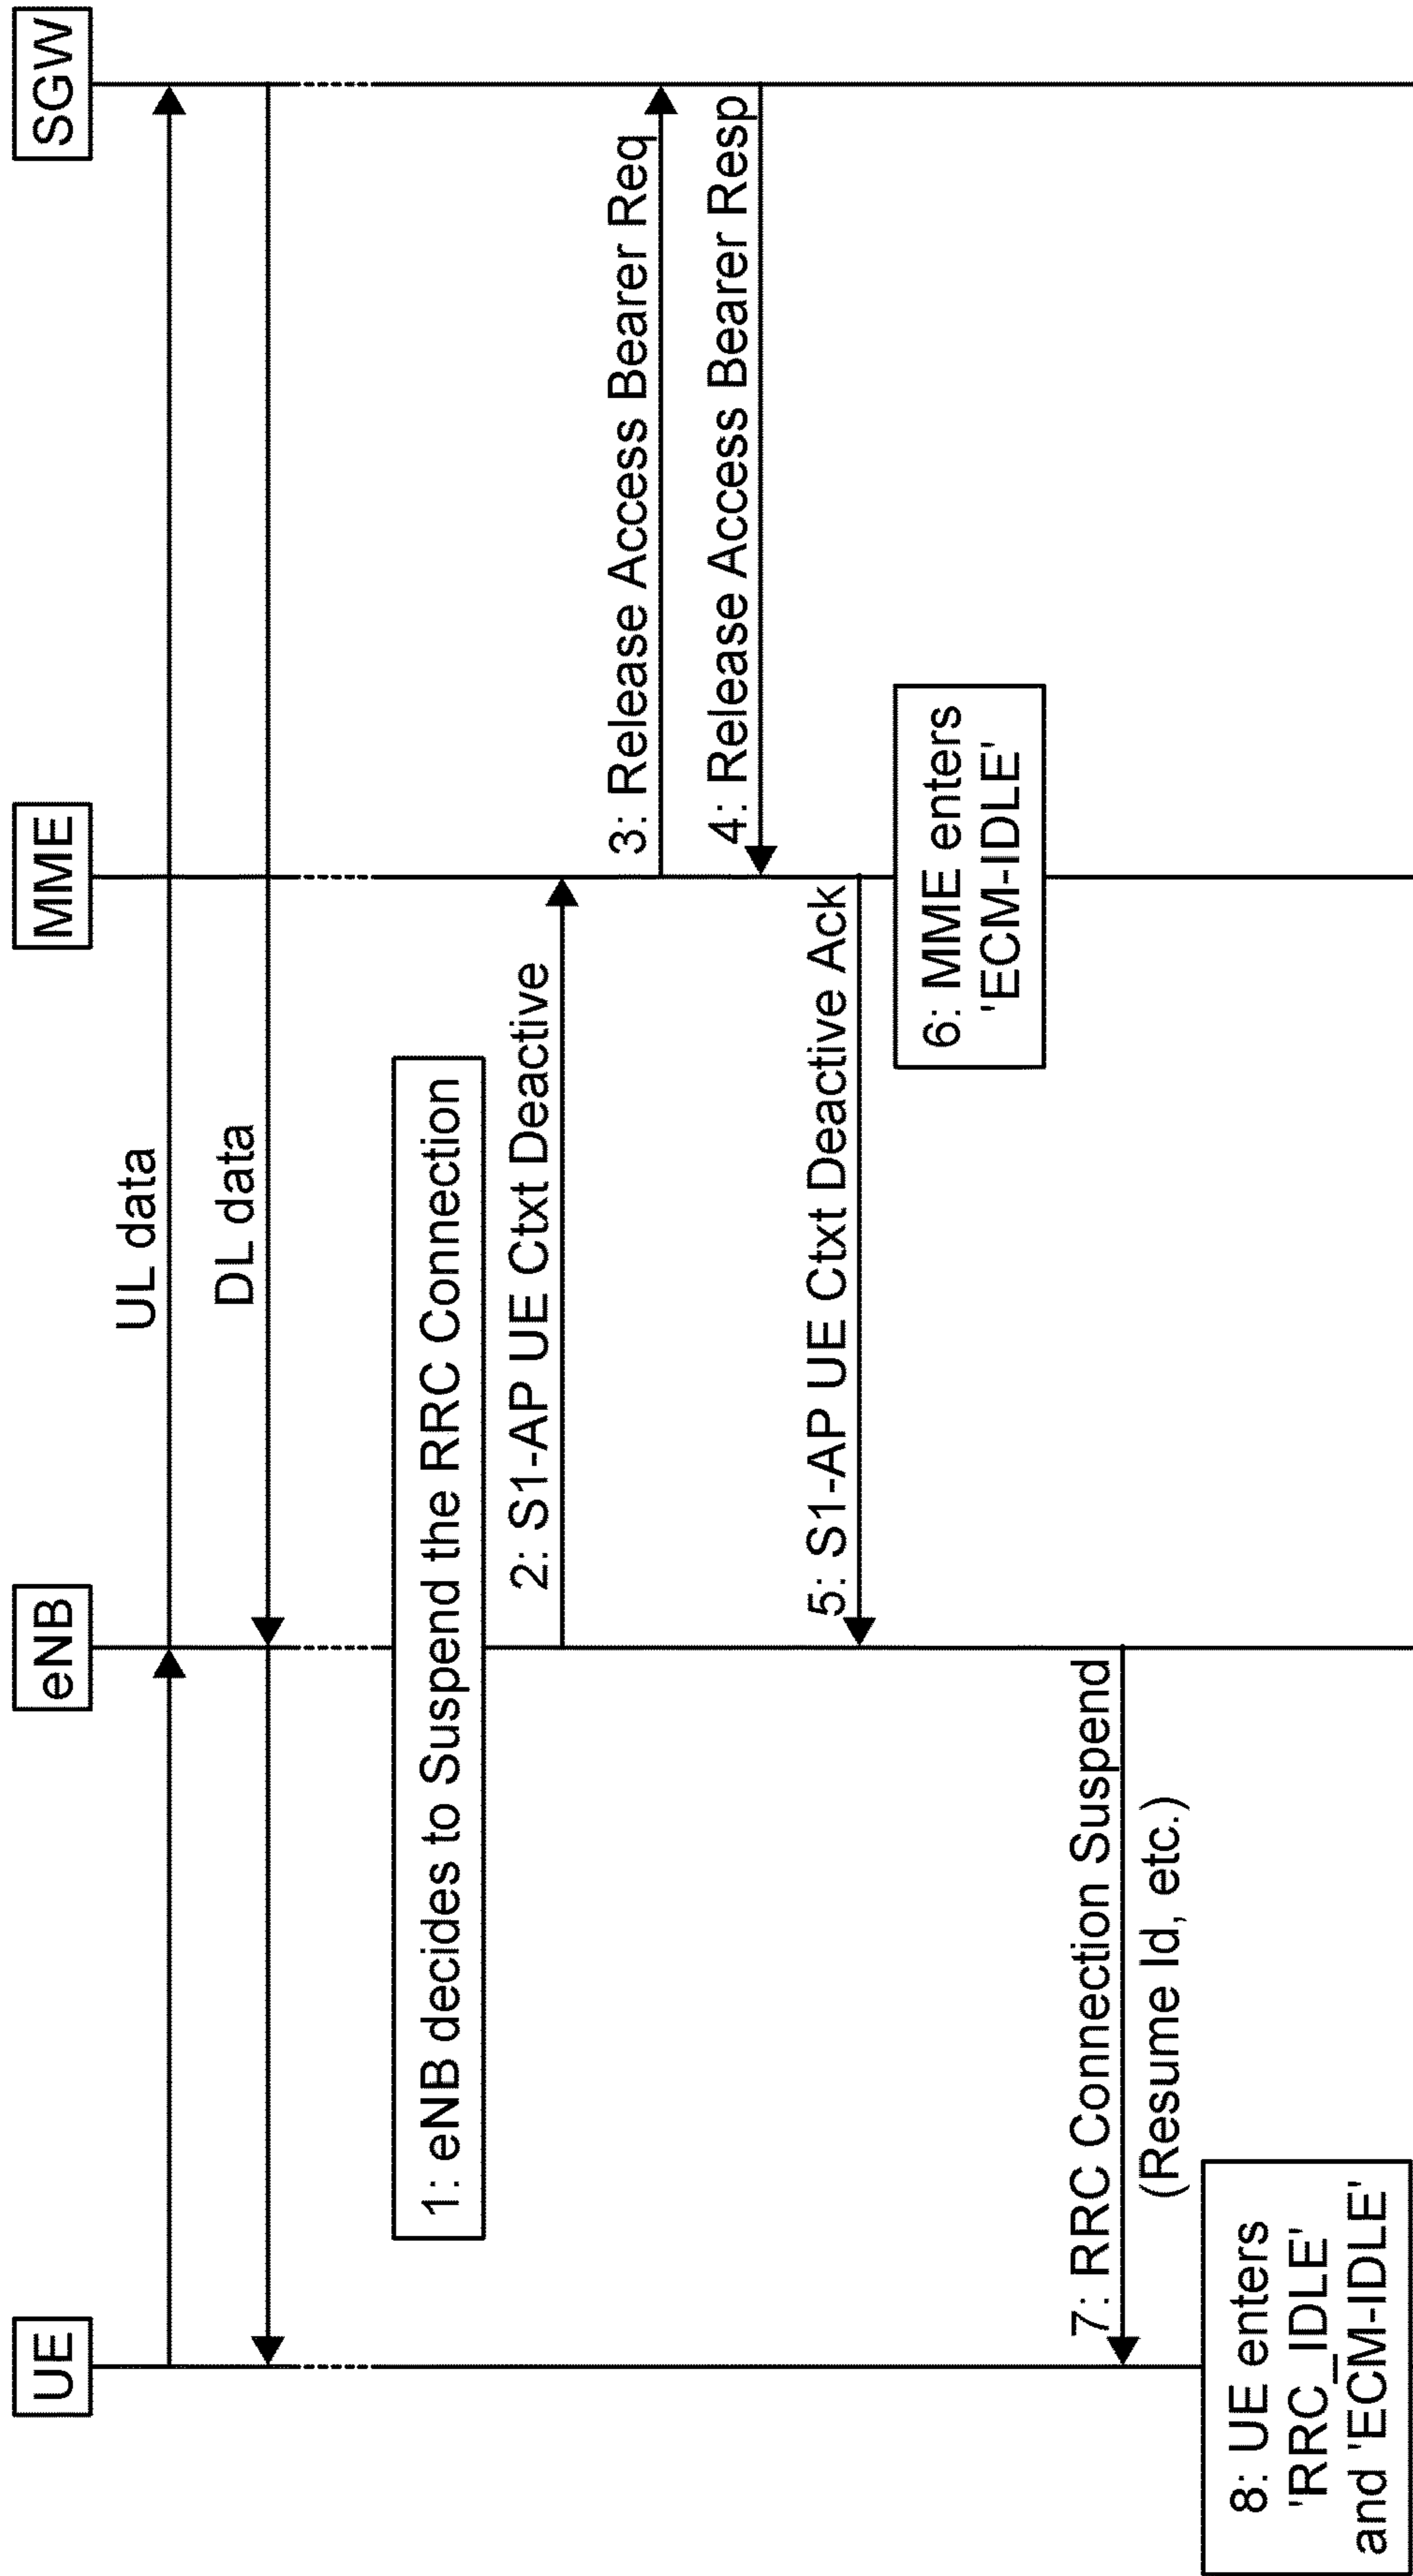 UE
eNB
MME
SGW
UL data
DL data
1: eNB decides to Suspend the RRC Connection
2: S1-AP UE Ctxt Deactive
3: Release Access Bearer Req
4: Release Access Bearer Resp
5: S1-AP UE Ctxt Deactive Ack
6: MME enters
'ECM-IDLE'
7: RRC Connection Suspend
(Resume Id, etc.)
8: UE enters
'RRC_IDLE'
and 'ECM-IDLE'